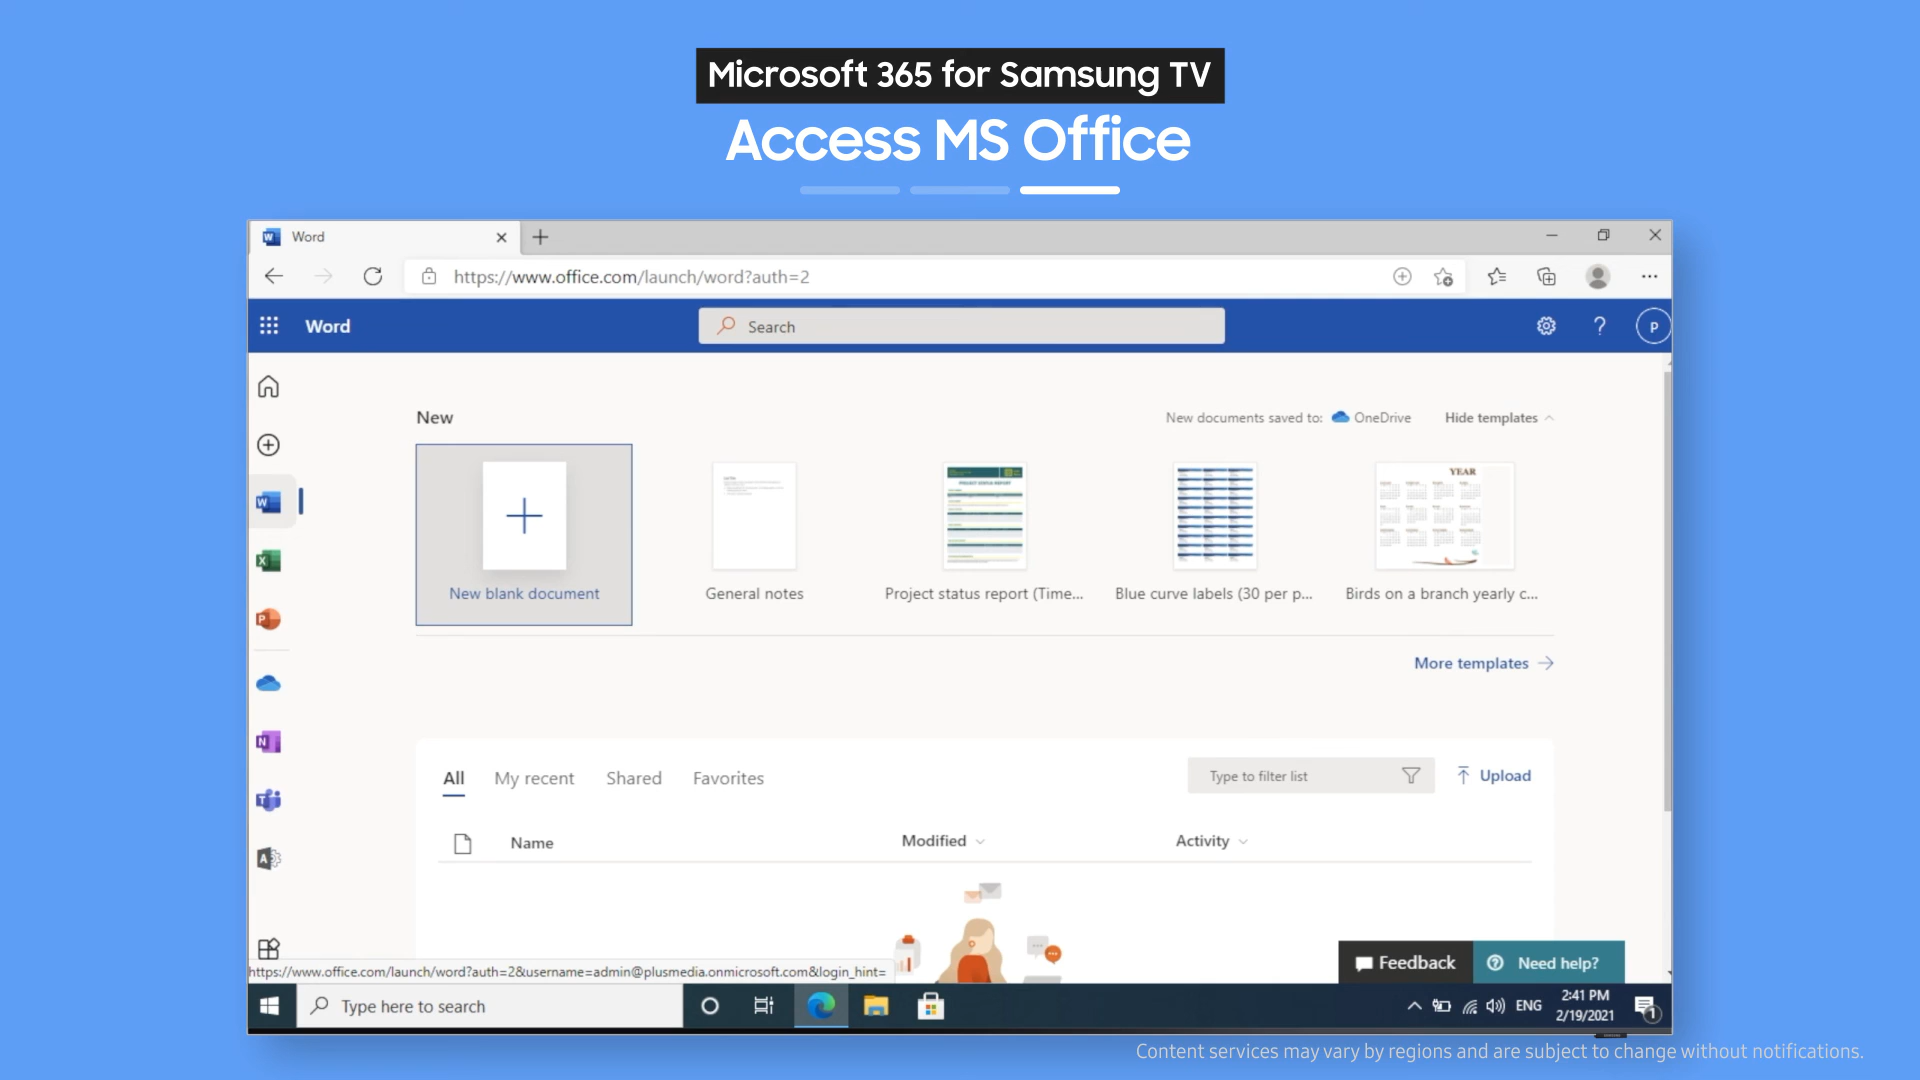 Microsoft 365 for Samsung TV
Access MS Office
Word
https://www.office.com/launch/word?auth=2
Word
Search
P
New
New documents saved to: OneDrive
Hide templates
New blank document
General notes
PROJECT STATUS REPORT
Project status report (Time...
Blue curve labels (30 per p...
YEAR
Birds on a branch yearly c...
More templates
All
My recent
Shared
Favorites
Type to filter list
Upload
Name
Modified
Activity
Feedback
Need help?
https://www.office.com/launch/word?auth=2&username=admin@plusmedia.onmicrosoft.com&login_hint=
Type here to search
ENG
2:41 PM
2/19/2021
1
Content services may vary by regions and are subject to change without notifications.